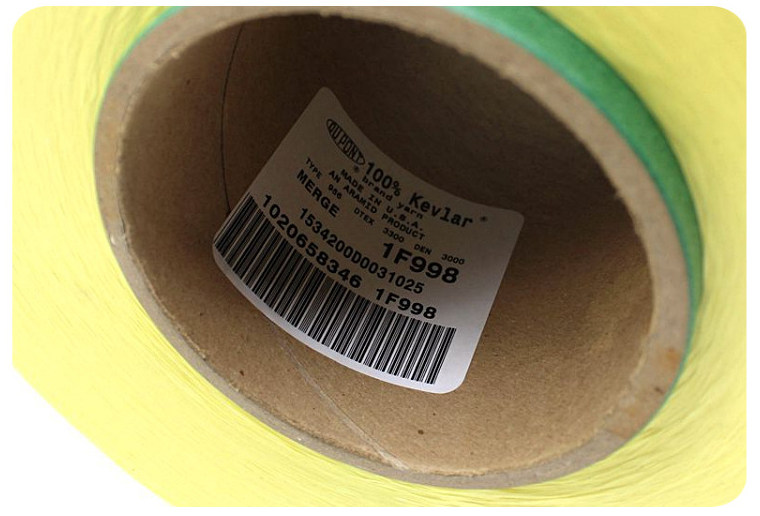 DUPONT®
100% Kevlar®
brand yarn
MADE IN U.S.A.
AN ARAMID PRODUCT
TYPE 956 DTEX 3300 DEN 3000
MERGE 1F998
1534200D0031025
1020658346 1F998